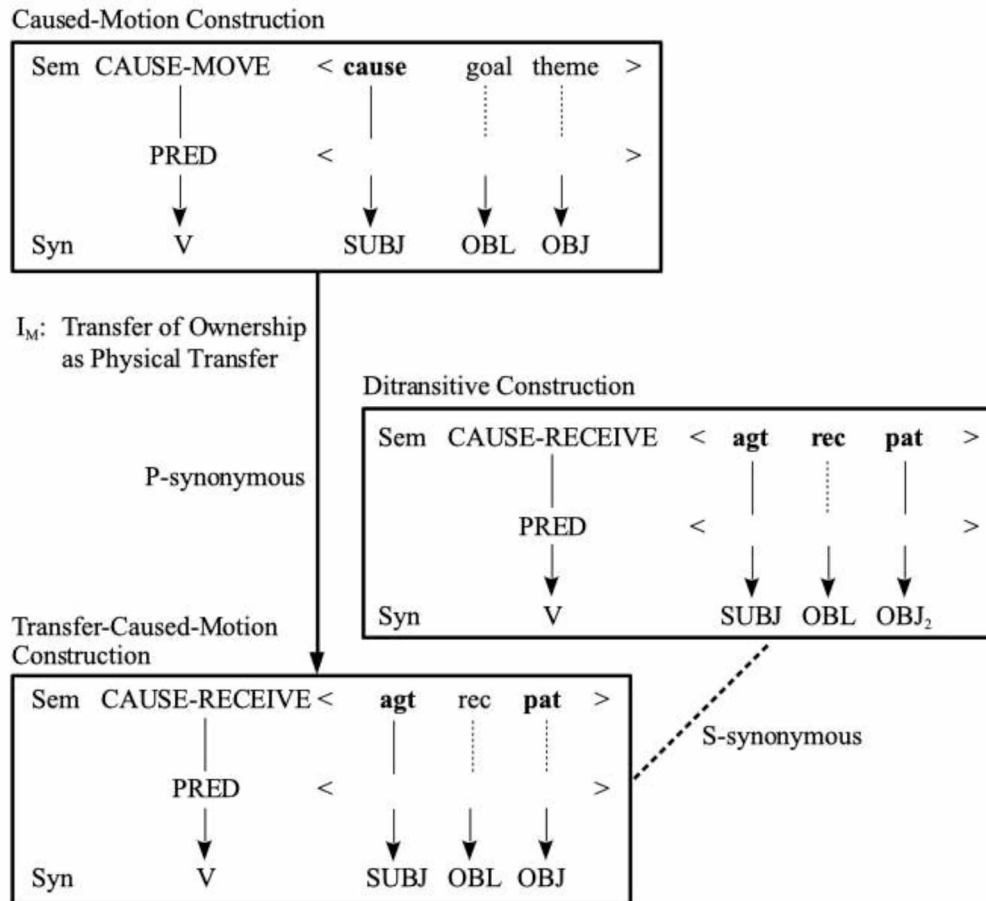 Caused-Motion Construction
Sem CAUSE-MOVE < cause goal theme >
PRED < >
Syn V SUBJ OBL OBJ
I_M: Transfer of Ownership
as Physical Transfer
P-synonymous
Ditransitive Construction
Sem CAUSE-RECEIVE < agt rec pat >
PRED < >
Syn V SUBJ OBL OBJ₂
S-synonymous
Transfer-Caused-Motion
Construction
Sem CAUSE-RECEIVE < agt rec pat >
PRED < >
Syn V SUBJ OBL OBJ